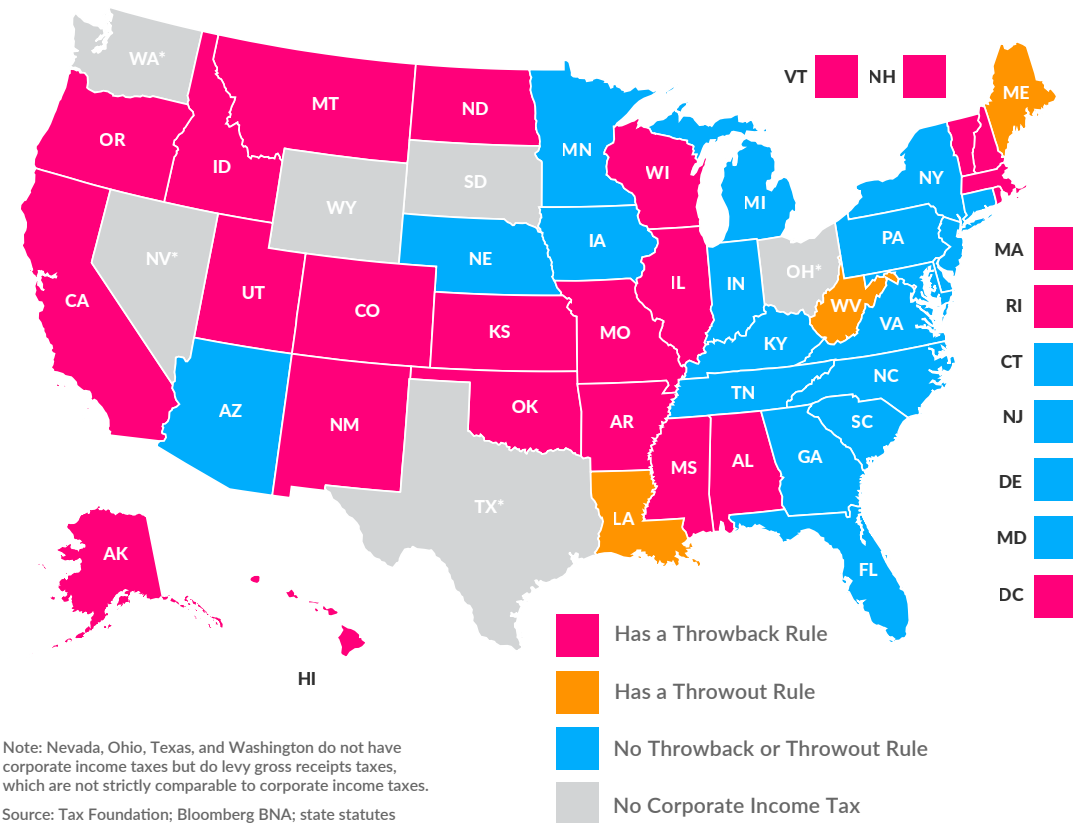 WA*
VT
NH
ME
MT
ND
OR
ID
MN
WI
SD
NY
MI
WY
NV*
NE
IA
PA
MA
CA
UT
CO
IL
IN
OH*
WV
RI
KS
MO
KY
VA
CT
AZ
NM
OK
AR
TN
NC
NJ
MS
AL
GA
SC
DE
TX*
LA
MD
AK
FL
DC
HI
Has a Throwback Rule
Has a Throwout Rule
No Throwback or Throwout Rule
No Corporate Income Tax
Note: Nevada, Ohio, Texas, and Washington do not have
corporate income taxes but do levy gross receipts taxes,
which are not strictly comparable to corporate income taxes.
Source: Tax Foundation; Bloomberg BNA; state statutes